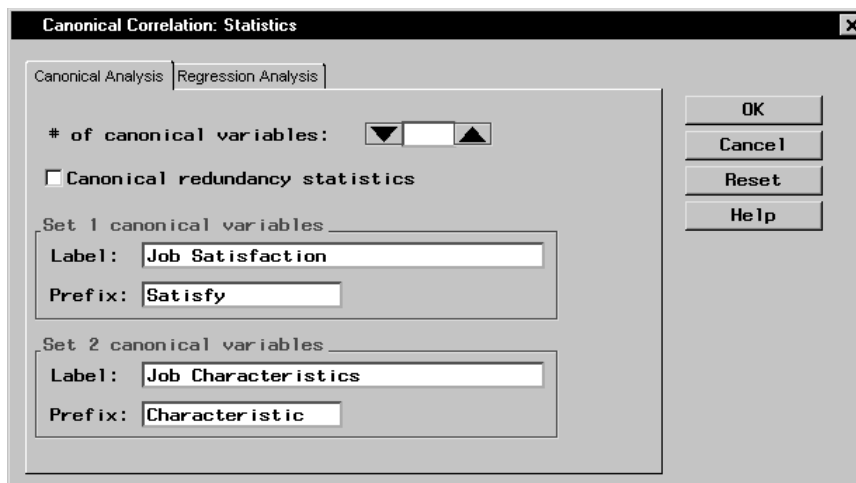 Canonical Correlation: Statistics
Canonical Analysis Regression Analysis
# of canonical variables:
Canonical redundancy statistics
Set 1 canonical variables
Label: Job Satisfaction
Prefix: Satisfy
Set 2 canonical variables
Label: Job Characteristics
Prefix: Characteristic
OK
Cancel
Reset
Help